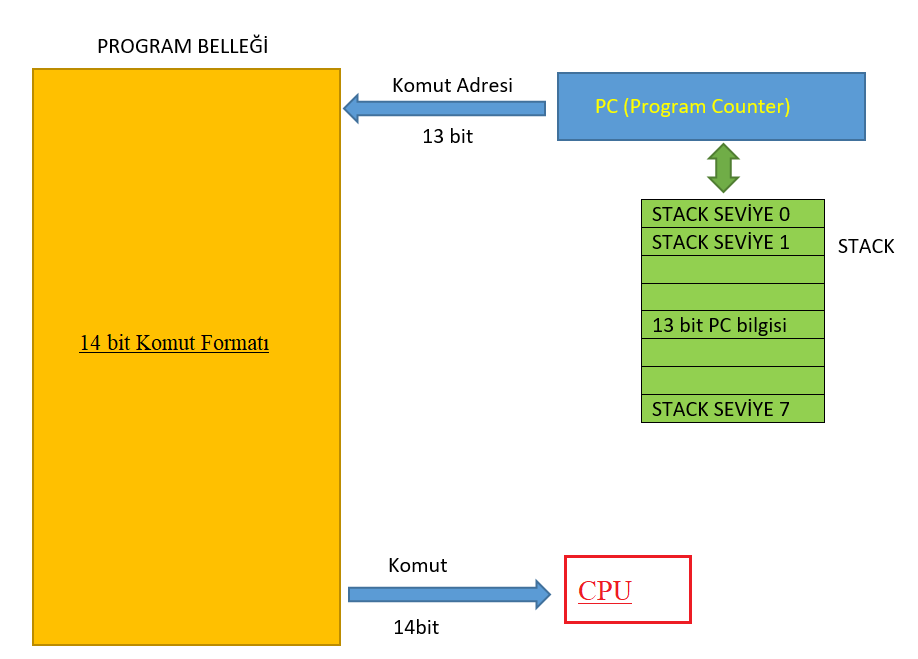 PROGRAM BELLEĞİ
Komut Adresi
13 bit
PC (Program Counter)
STACK SEVİYE 0
STACK SEVİYE 1
STACK
13 bit PC bilgisi
STACK SEVİYE 7
14 bit Komut Formatı
Komut
14bit
CPU